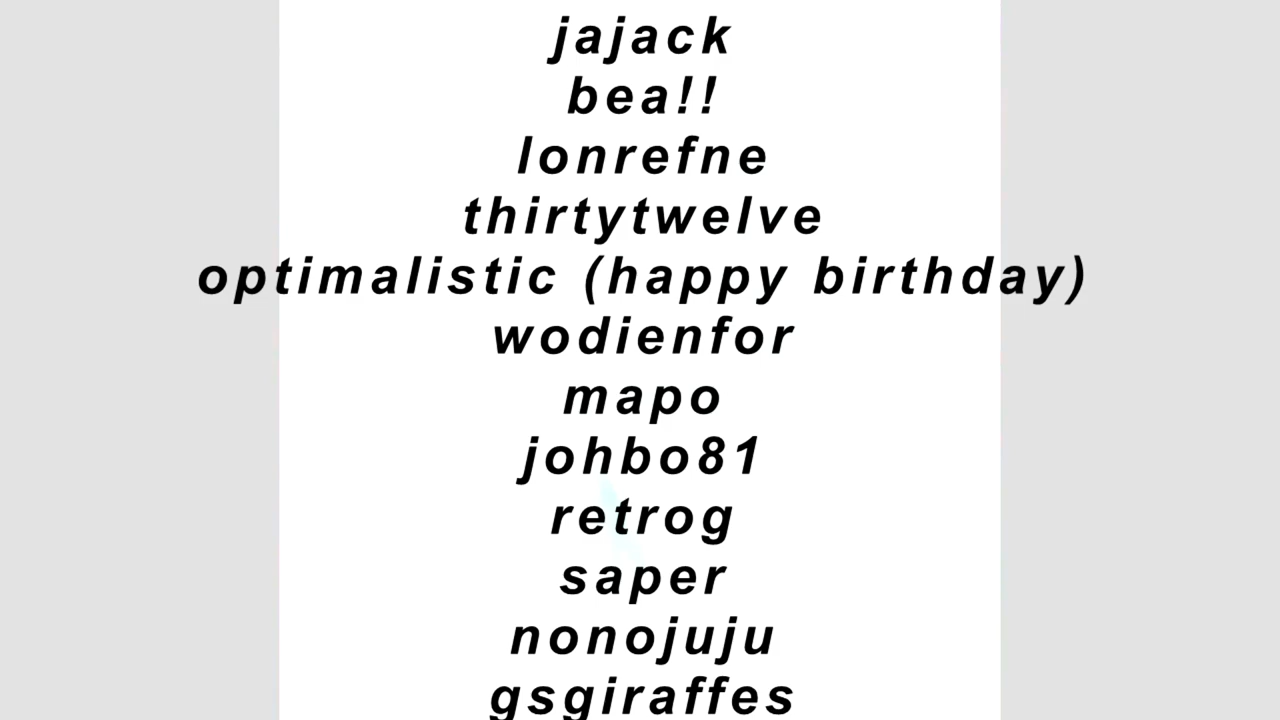 jajack
bea!!
lonrefne
thirtytwelve
optimalistic (happy birthday)
wodienfor
mapo
johbo81
retrog
saper
nonojuju
gsgiraffes